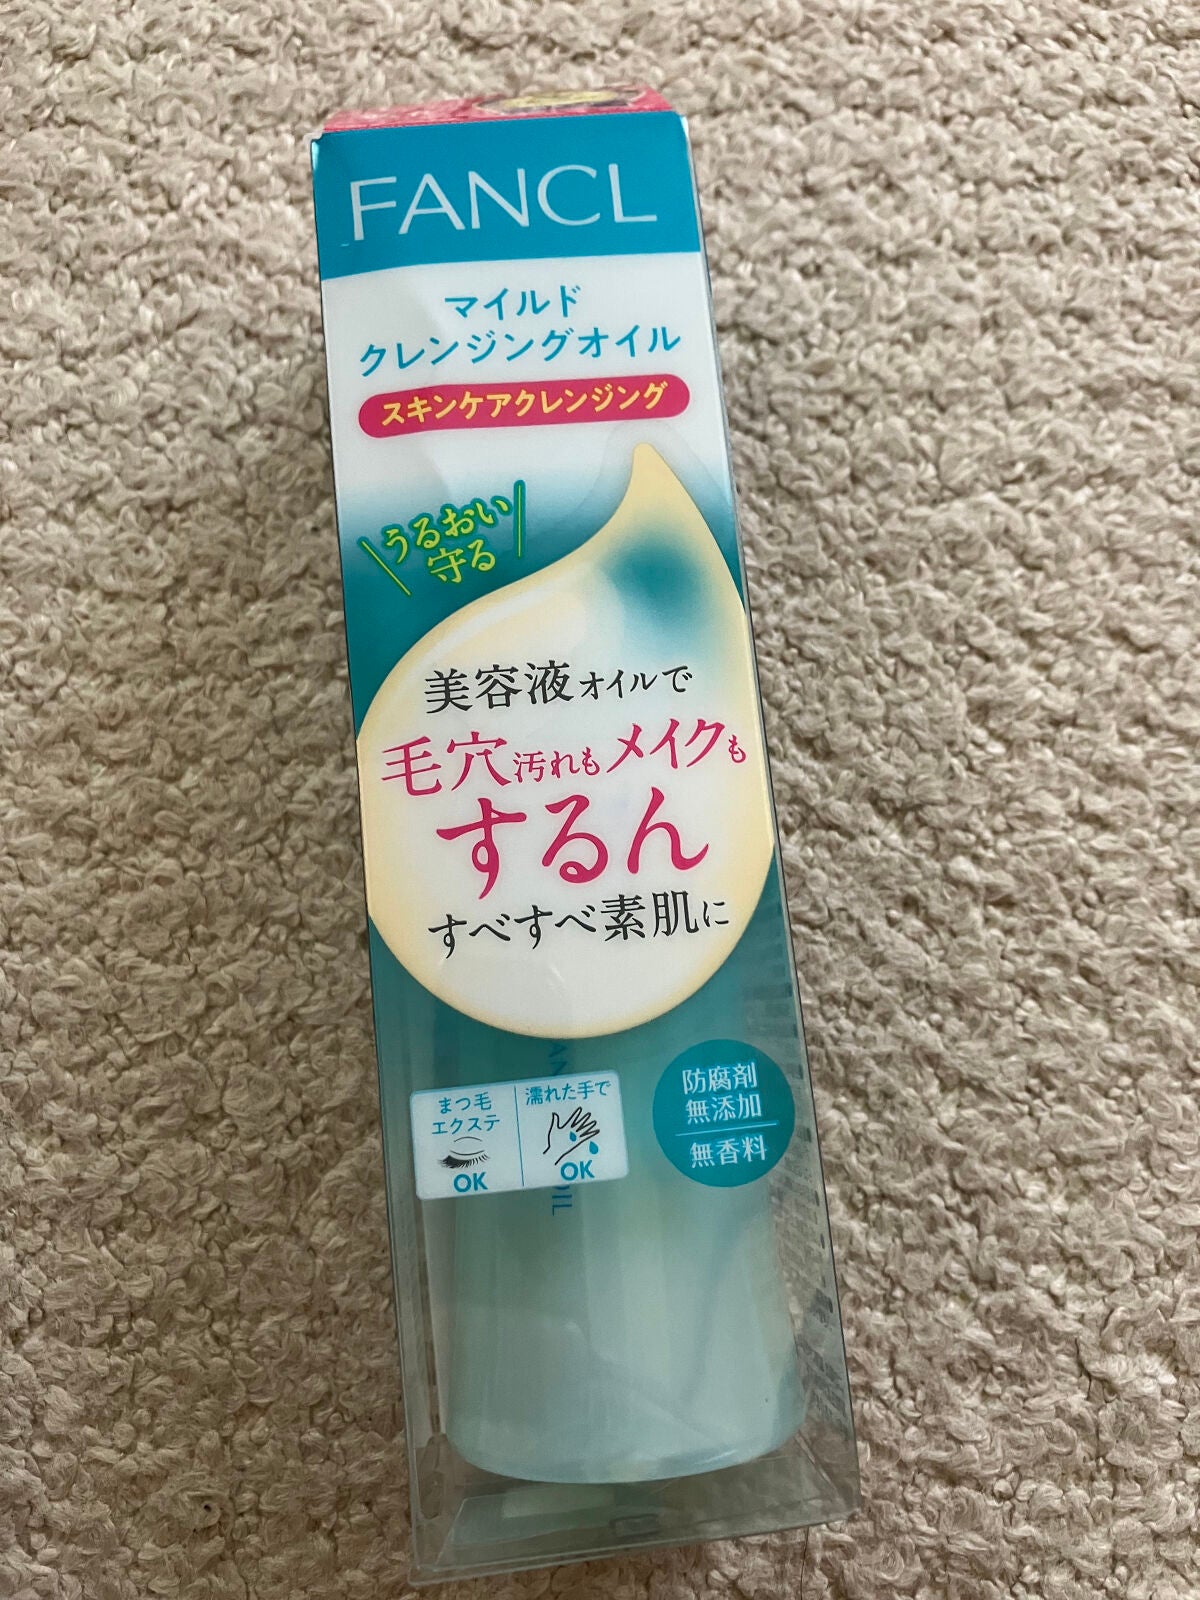 FANCL
マイルド
クレンジングオイル
スキンケアクレンジング
うるおい
守る
美容液オイルで
毛穴汚れもメイクも
するん
すべすべ素肌に
まつ毛
エクステ
OK
濡れた手で
OK
防腐剤
無添加
無香料
OIL